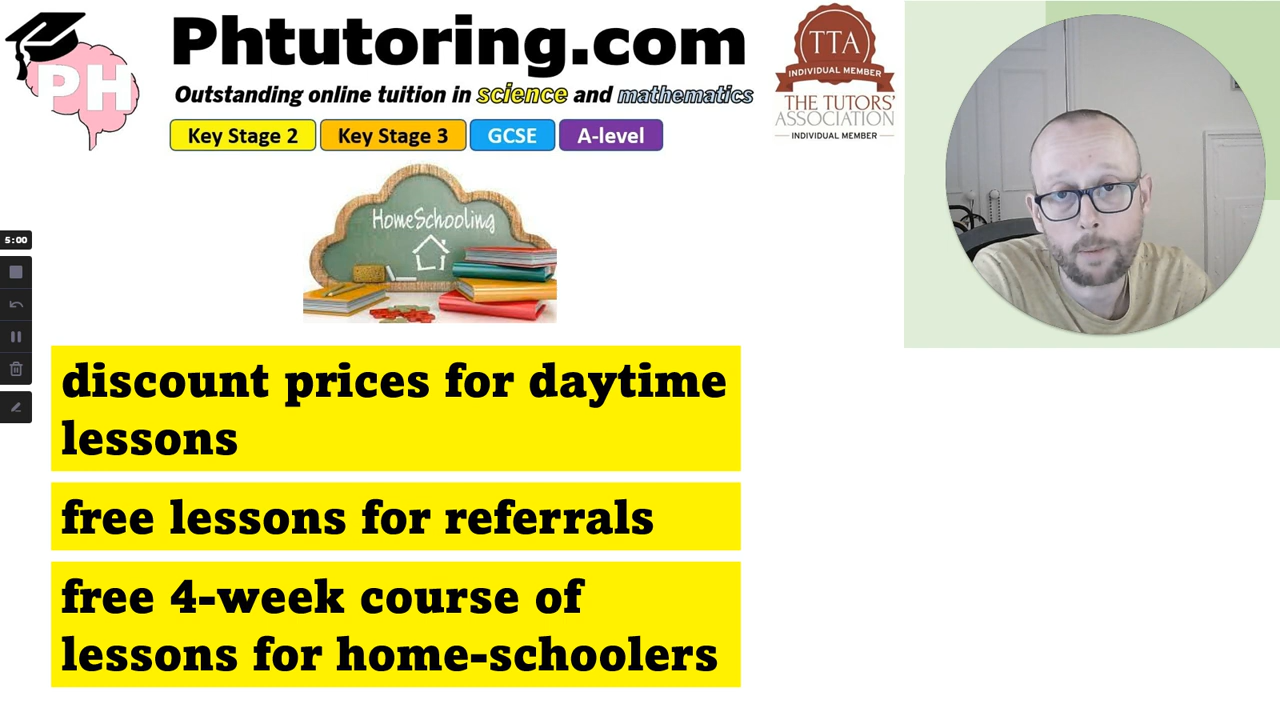 Phtutoring.com
PH
Outstanding online tuition in science and mathematics
Key Stage 2
Key Stage 3
GCSE
A-level
TTA
INDIVIDUAL MEMBER
THE TUTORS'
ASSOCIATION
INDIVIDUAL MEMBER
HomeSchooling
5:00
discount prices for daytime
lessons
free lessons for referrals
free 4-week course of
lessons for home-schoolers